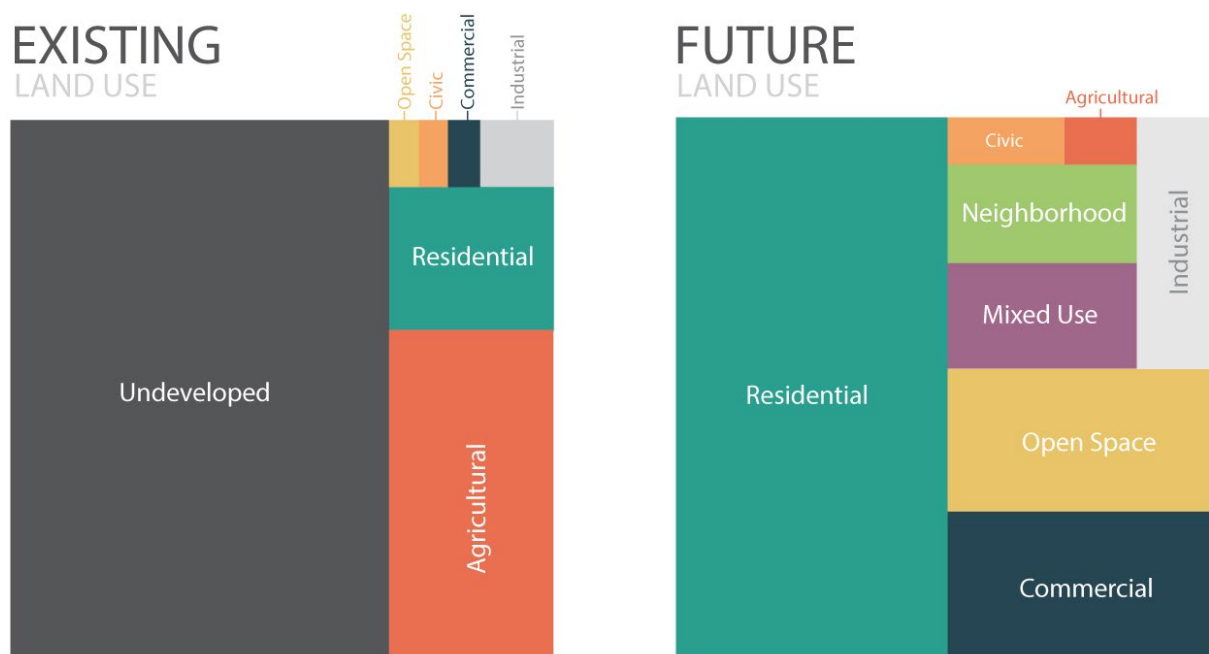 EXISTING
LAND USE
Open Space
Civic
Commercial
Industrial
Residential
Undeveloped
Agricultural
FUTURE
LAND USE
Agricultural
Civic
Neighborhood
Industrial
Mixed Use
Residential
Open Space
Commercial